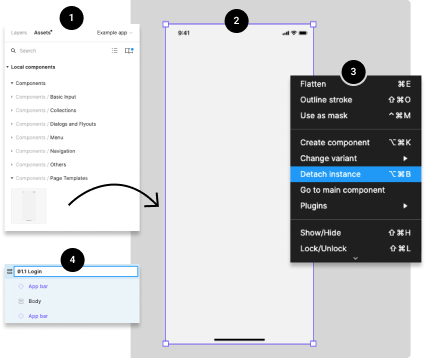 1
Layers Assets Example app
Search
Local components
Components
Components / Basic Input
Components / Collections
Components / Dialogs and Flyouts
Components / Menu
Components / Navigation
Components / Others
Components / Page Templates
2
9:41
3
Flatten ⌘E
Outline stroke ⇧⌘O
Use as mask ^⌘M
Create component ⌥⌘K
Change variant
Detach instance ⌥⌘B
Go to main component
Plugins
Show/Hide ⇧⌘H
Lock/Unlock ⇧⌘L
4
01.1 Login
App bar
Body
App bar